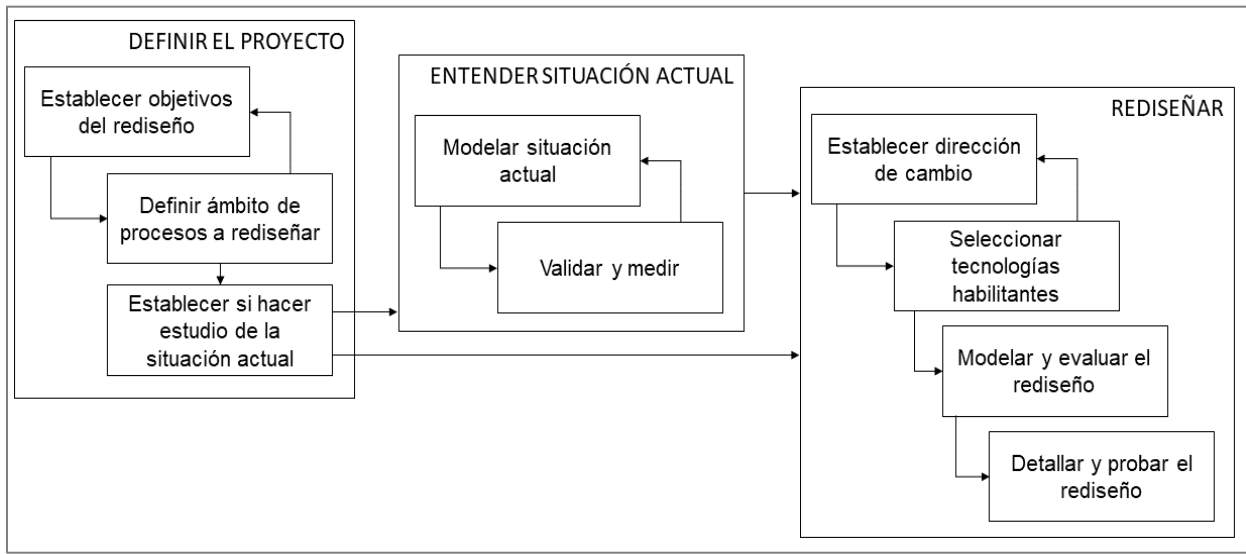 DEFINIR EL PROYECTO
Establecer objetivos
del rediseño
Definir ámbito de
procesos a rediseñar
Establecer si hacer
estudio de la
situación actual
ENTENDER SITUACIÓN ACTUAL
Modelar situación
actual
Validar y medir
REDISEÑAR
Establecer dirección
de cambio
Seleccionar
tecnologías
habilitantes
Modelar y evaluar el
rediseño
Detallar y probar el
rediseño